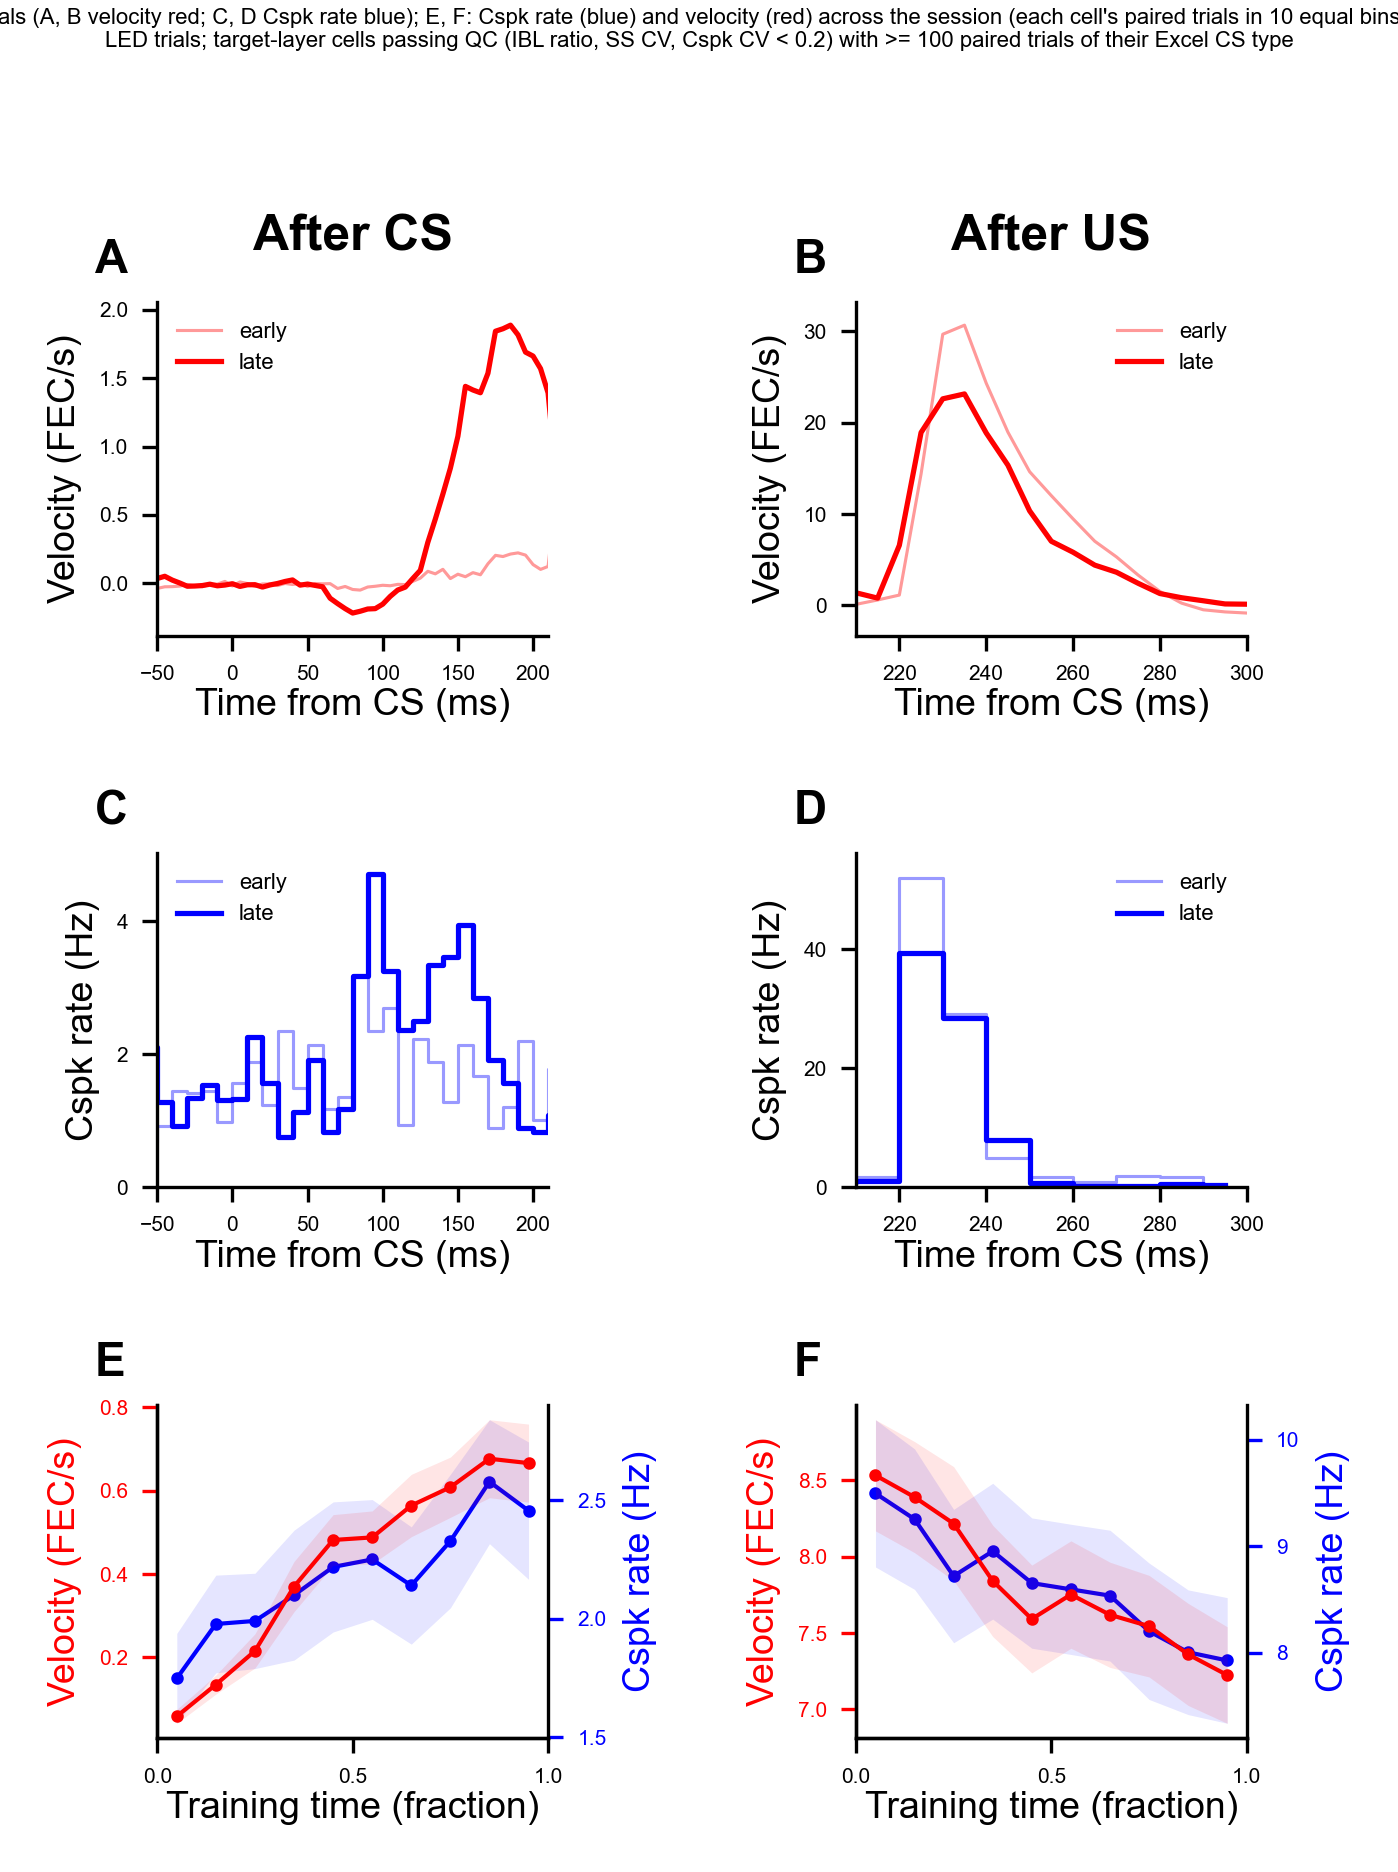 als (A, B velocity red; C, D Cspk rate blue); E, F: Cspk rate (blue) and velocity (red) across the session (each cell's paired trials in 10 equal bins
LED trials; target-layer cells passing QC (IBL ratio, SS CV, Cspk CV < 0.2) with >= 100 paired trials of their Excel CS type
After CS
After US
A
B
2.0
1.5
1.0
0.5
0.0
Velocity (FEC/s)
early
late
−50 0 50 100 150 200
Time from CS (ms)
30
20
10
0
Velocity (FEC/s)
early
late
220 240 260 280 300
Time from CS (ms)
C
D
4
2
0
Cspk rate (Hz)
early
late
−50 0 50 100 150 200
Time from CS (ms)
40
20
0
Cspk rate (Hz)
early
late
220 240 260 280 300
Time from CS (ms)
E
F
0.8
0.6
0.4
0.2
Velocity (FEC/s)
2.5
2.0
1.5
Cspk rate (Hz)
0.0 0.5 1.0
Training time (fraction)
8.5
8.0
7.5
7.0
Velocity (FEC/s)
10
9
8
Cspk rate (Hz)
0.0 0.5 1.0
Training time (fraction)